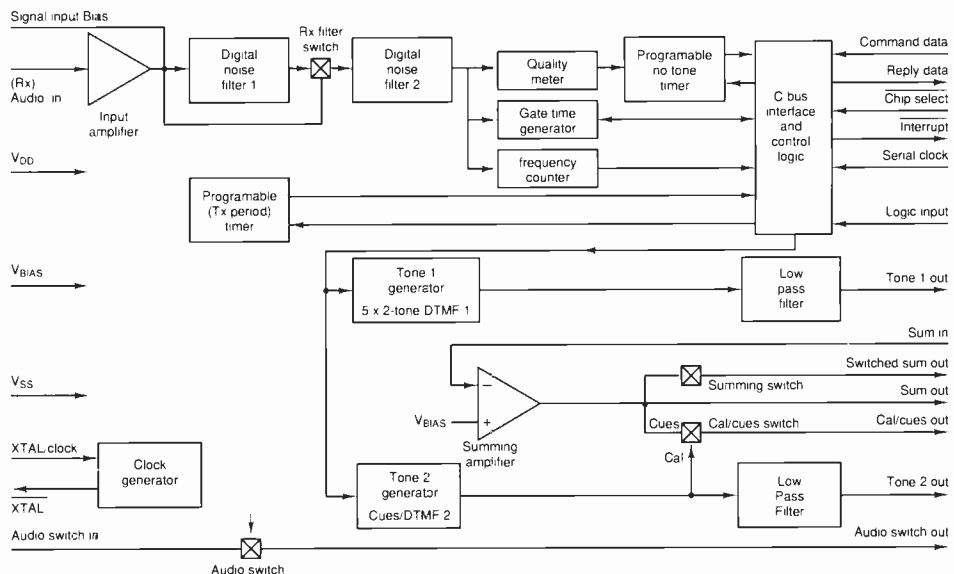 Signal input Bias
(Rx)
Audio in
Input
amplifier
Digital
noise
filter 1
Rx filter
switch
Digital
noise
filter 2
Quality
meter
Programable
no tone
timer
Gate time
generator
frequency
counter
C bus
interface
and
control
logic
Command data
Reply data
Chip select
Interrupt
Serial clock
Logic input
VDD
Programable
(Tx period)
timer
VBIAS
Tone 1
generator
5 x 2-tone DTMF 1
Low
pass
filter
Tone 1 out
Sum in
Switched sum out
Summing switch
Sum out
VSS
VBIAS
−
+
Summing
amplifier
Cues
Cal/cues switch
Cal/cues out
Cal
XTAL/clock
XTAL
Clock
generator
Tone 2
generator
Cues/DTMF 2
Low
Pass
Filter
Tone 2 out
Audio switch in
Audio switch
Audio switch out